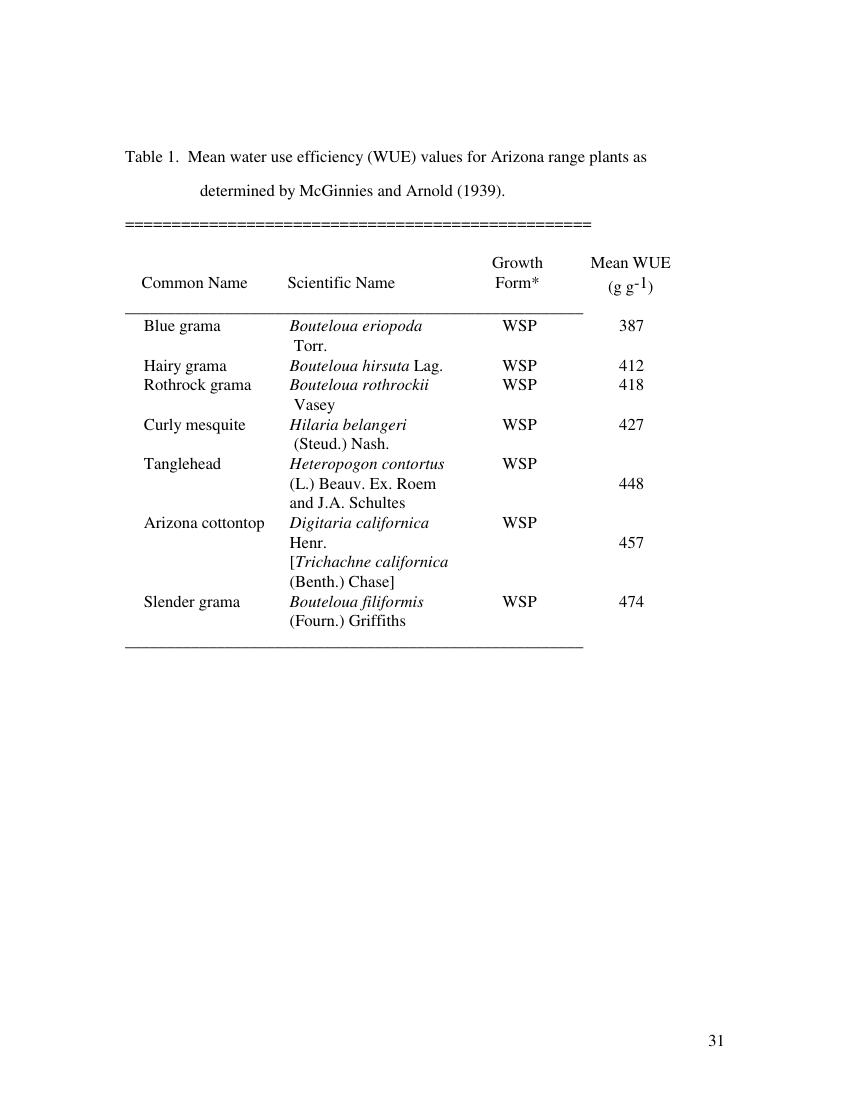 Table 1.  Mean water use efficiency (WUE) values for Arizona range plants as
determined by McGinnies and Arnold (1939).
==================================================
Growth Mean WUE
Common Name Scientific Name Form* (g g-1)
Blue grama Bouteloua eriopoda WSP 387
Torr.
Hairy grama Bouteloua hirsuta Lag. WSP 412
Rothrock grama Bouteloua rothrockii WSP 418
Vasey
Curly mesquite Hilaria belangeri WSP 427
(Steud.) Nash.
Tanglehead Heteropogon contortus WSP
(L.) Beauv. Ex. Roem 448
and J.A. Schultes
Arizona cottontop Digitaria californica WSP
Henr. 457
[Trichachne californica
(Benth.) Chase]
Slender grama Bouteloua filiformis WSP 474
(Fourn.) Griffiths
31